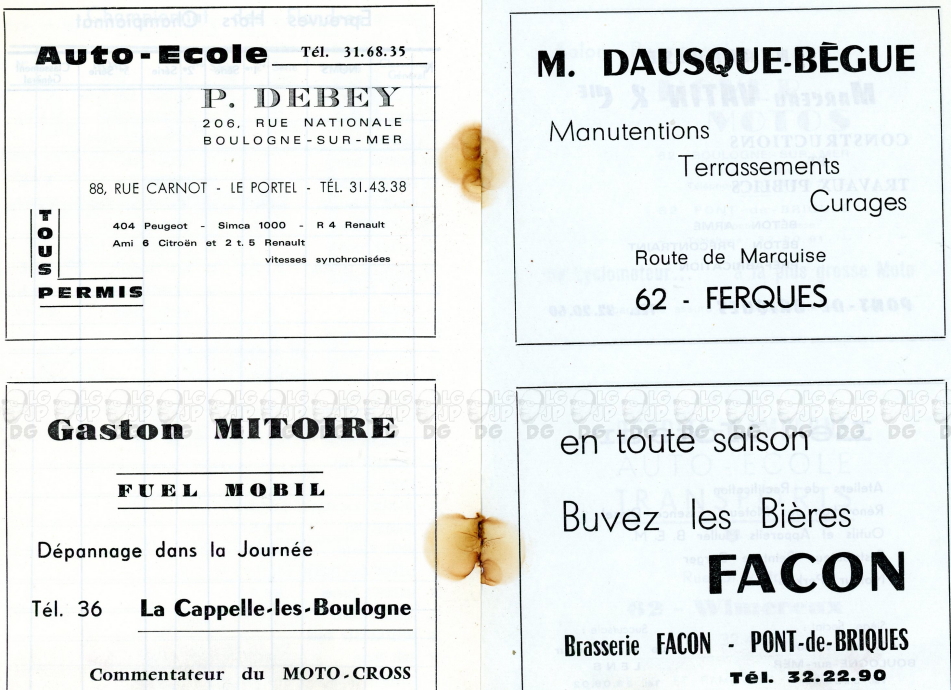 Auto-Ecole Tél. 31.68.35
P. DEBEY
206, RUE NATIONALE
BOULOGNE-SUR-MER
88, RUE CARNOT - LE PORTEL - TÉL. 31.43.38
TOUS
PERMIS
404 Peugeot - Simca 1000 - R 4 Renault
Ami 6 Citroën et 2 t. 5 Renault
vitesses synchronisées
M. DAUSQUE-BÈGUE
Manutentions
Terrassements
Curages
Route de Marquise
62 - FERQUES
Gaston MITOIRE
FUEL MOBIL
Dépannage dans la Journée
Tél. 36 La Cappelle-les-Boulogne
Commentateur du MOTO-CROSS
en toute saison
Buvez les Bières
FACON
Brasserie FACON - PONT-de-BRIQUES
Tél. 32.22.90